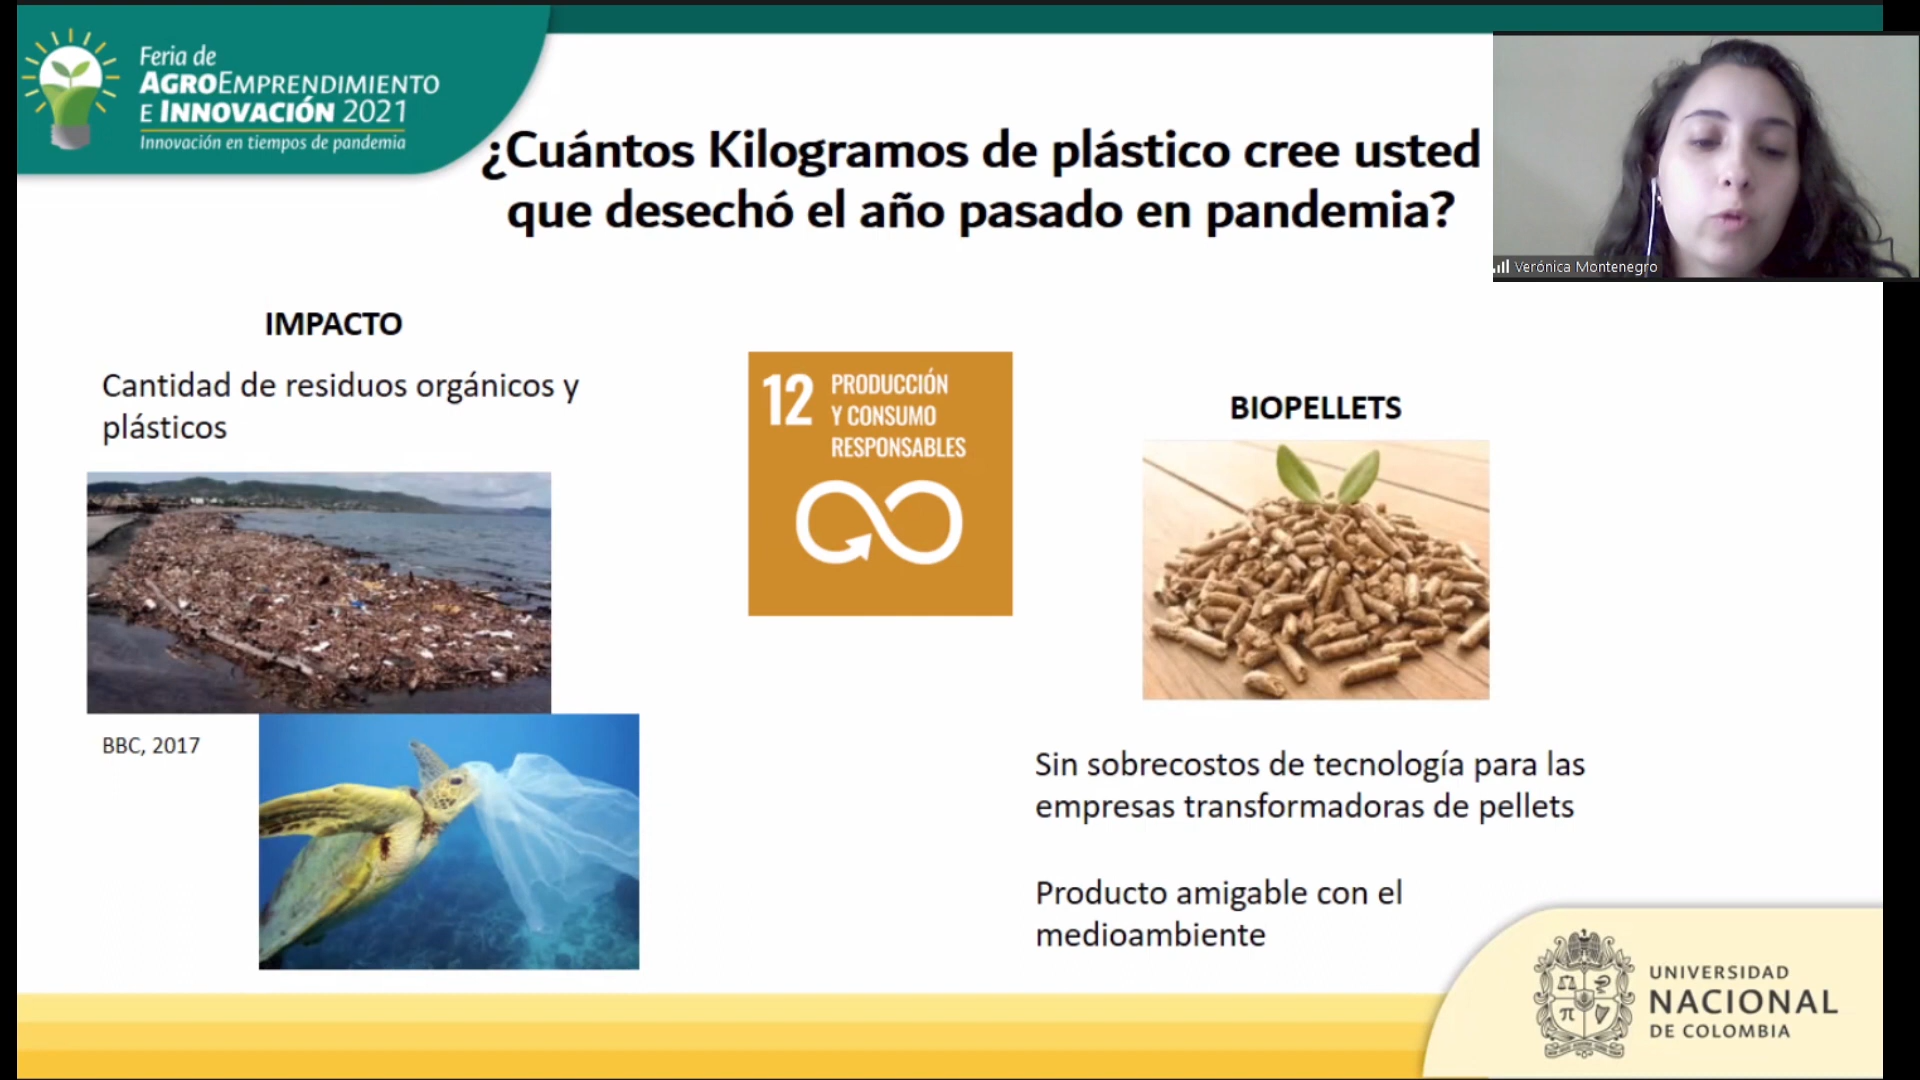 Feria de
AGROEMPRENDIMIENTO
E INNOVACIÓN 2021
Innovación en tiempos de pandemia
¿Cuántos Kilogramos de plástico cree usted
que desechó el año pasado en pandemia?
Verónica Montenegro
IMPACTO
Cantidad de residuos orgánicos y
plásticos
BBC, 2017
12 PRODUCCIÓN
Y CONSUMO
RESPONSABLES
BIOPELLETS
Sin sobrecostos de tecnología para las
empresas transformadoras de pellets
Producto amigable con el
medioambiente
UNIVERSIDAD
NACIONAL
DE COLOMBIA